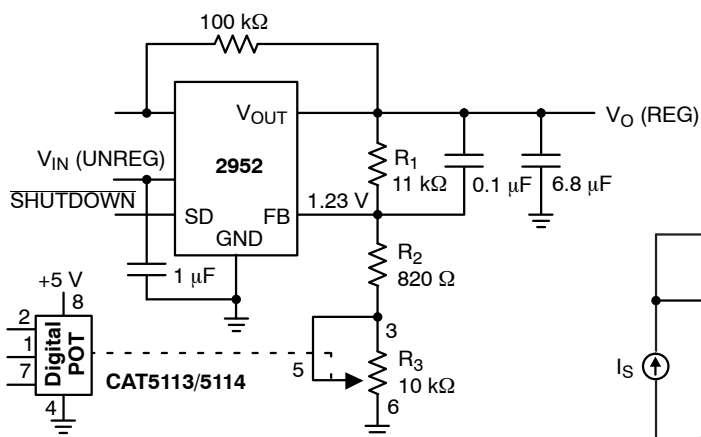 100 kΩ
VOUT
VO (REG)
VIN (UNREG)
2952
R1
11 kΩ
0.1 μF
6.8 μF
SHUTDOWN
1.23 V
SD
FB
GND
R2
820 Ω
1 μF
+5 V
8
2
1
7
Digital
POT
4
CAT5113/5114
3
5
R3
10 kΩ
6
IS